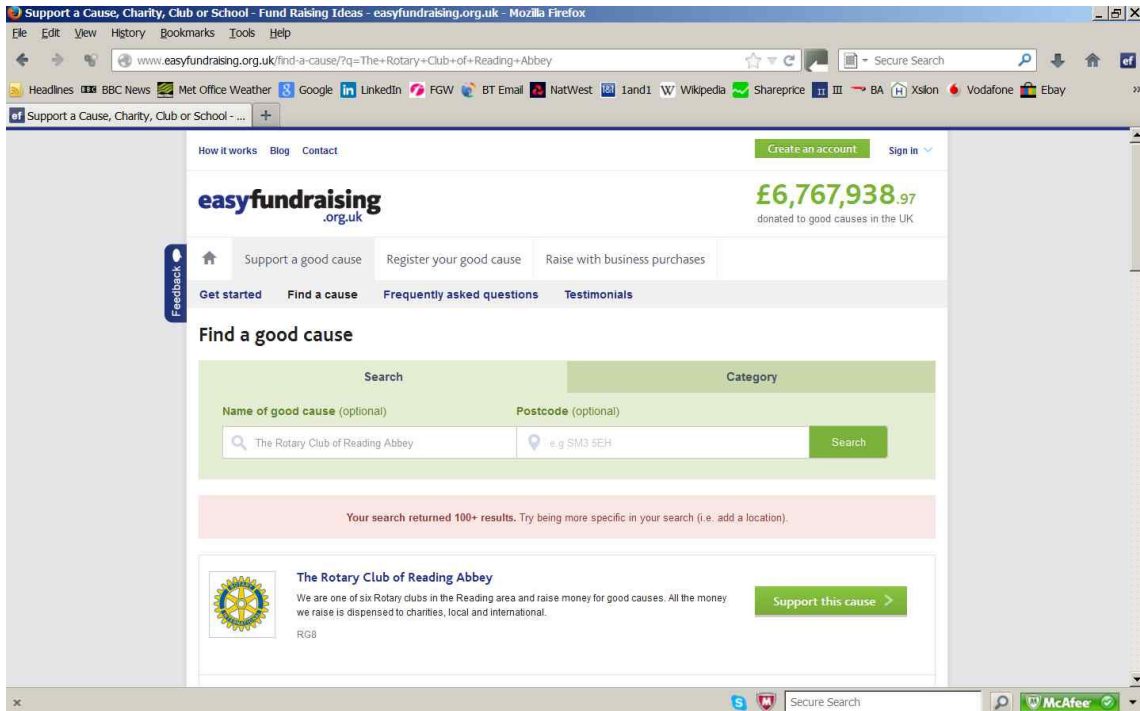 Support a Cause, Charity, Club or School - Fund Raising Ideas - easyfundraising.org.uk - Mozilla Firefox
File Edit View History Bookmarks Tools Help
www.easyfundraising.org.uk/find-a-cause/?q=The+Rotary+Club+of+Reading+Abbey
Secure Search
Headlines BBC News Met Office Weather Google LinkedIn FGW BT Email NatWest 1and1 Wikipedia Shareprice III BA Xsilon Vodafone Ebay
Support a Cause, Charity, Club or School - ...
How it works Blog Contact Create an account Sign in
easyfundraising
.org.uk
£6,767,938.97
donated to good causes in the UK
Feedback
Support a good cause Register your good cause Raise with business purchases
Get started Find a cause Frequently asked questions Testimonials
Find a good cause
Search Category
Name of good cause (optional) Postcode (optional)
The Rotary Club of Reading Abbey e.g SM3 5EH Search
Your search returned 100+ results. Try being more specific in your search (i.e. add a location).
The Rotary Club of Reading Abbey
We are one of six Rotary clubs in the Reading area and raise money for good causes. All the money
we raise is dispensed to charities, local and international.
RG8
Support this cause
Secure Search McAfee